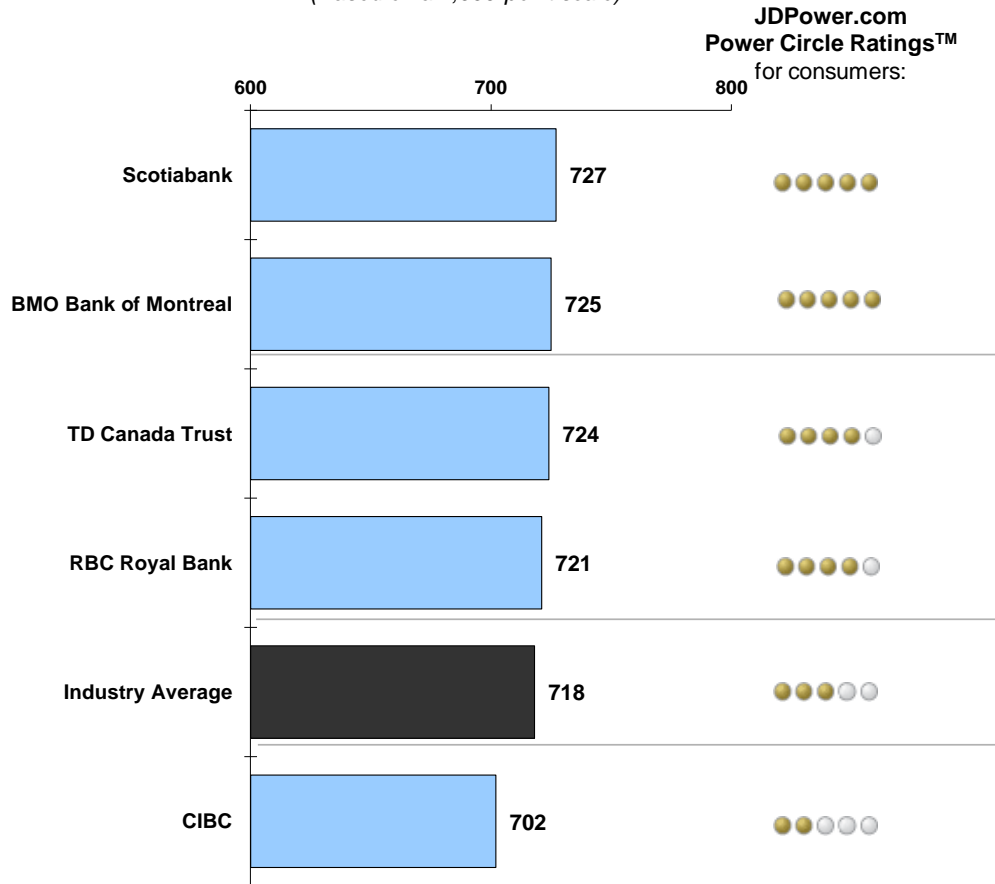 JDPower.com
Power Circle Ratings™
for consumers:
600 700 800
Scotiabank 727
BMO Bank of Montreal 725
TD Canada Trust 724
RBC Royal Bank 721
Industry Average 718
CIBC 702